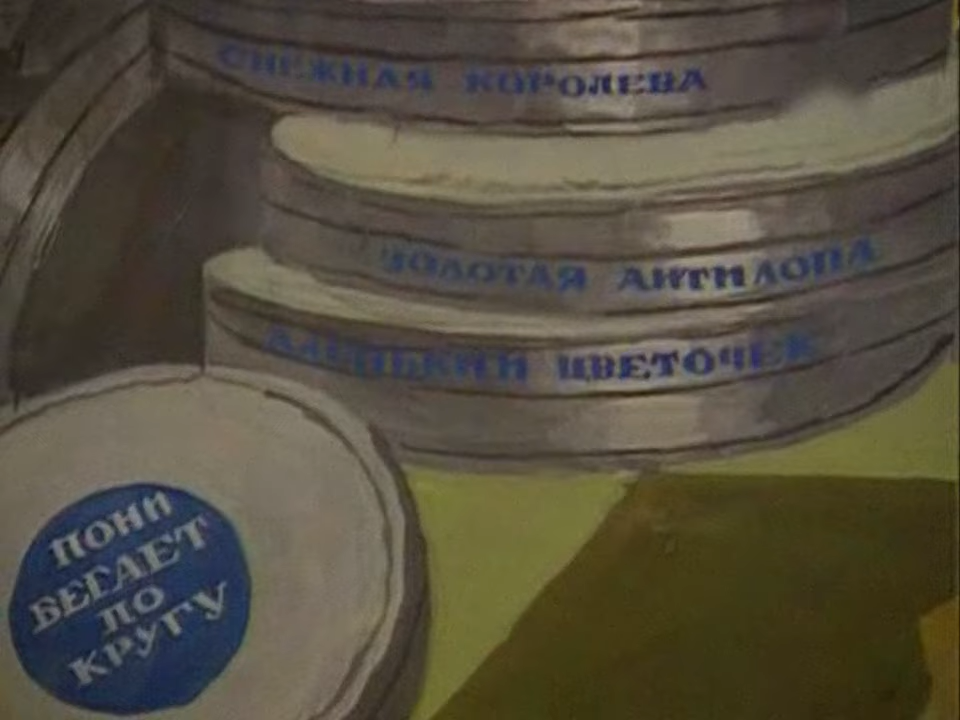 СНЕЖНАЯ КОРОЛЕВА
ЗОЛОТАЯ АНТИЛОПА
АЛЕНЬКИЙ ЦВЕТОЧЕК
ПОНИ
БЕГАЕТ
ПО
КРУГУ